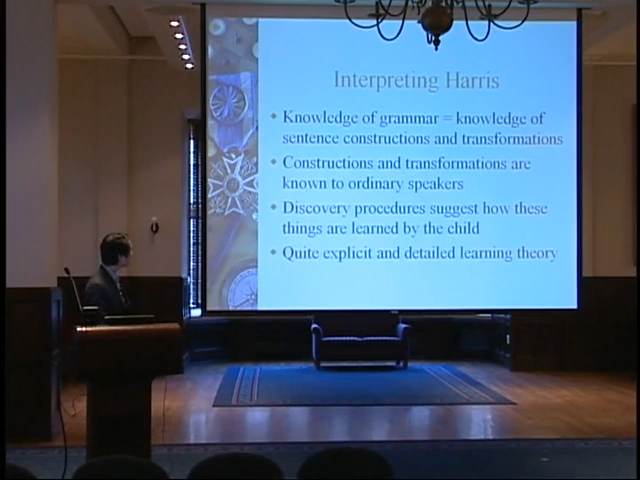 Interpreting Harris
Knowledge of grammar = knowledge of
sentence constructions and transformations
Constructions and transformations are
known to ordinary speakers
Discovery procedures suggest how these
things are learned by the child
Quite explicit and detailed learning theory